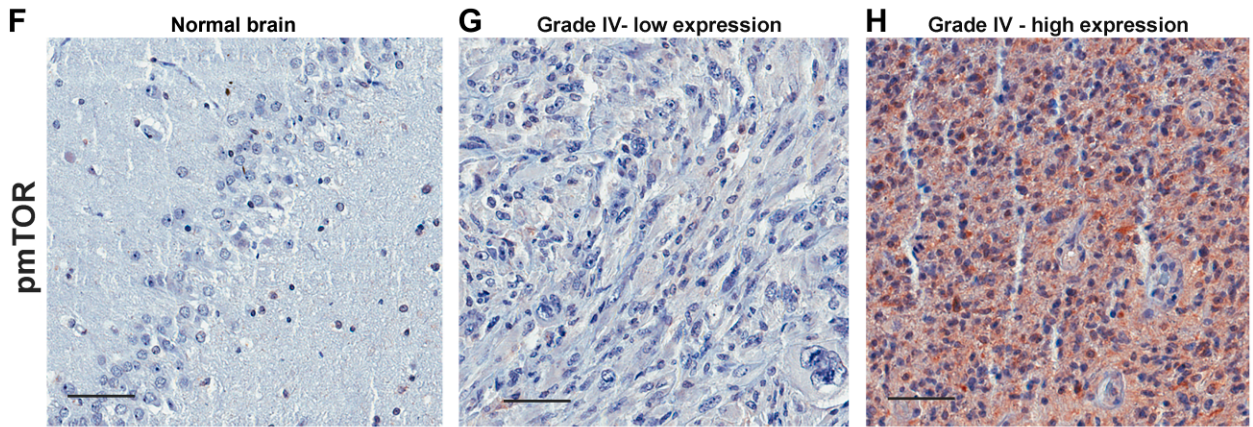 F Normal brain
G Grade IV- low expression
H Grade IV - high expression
pmTOR